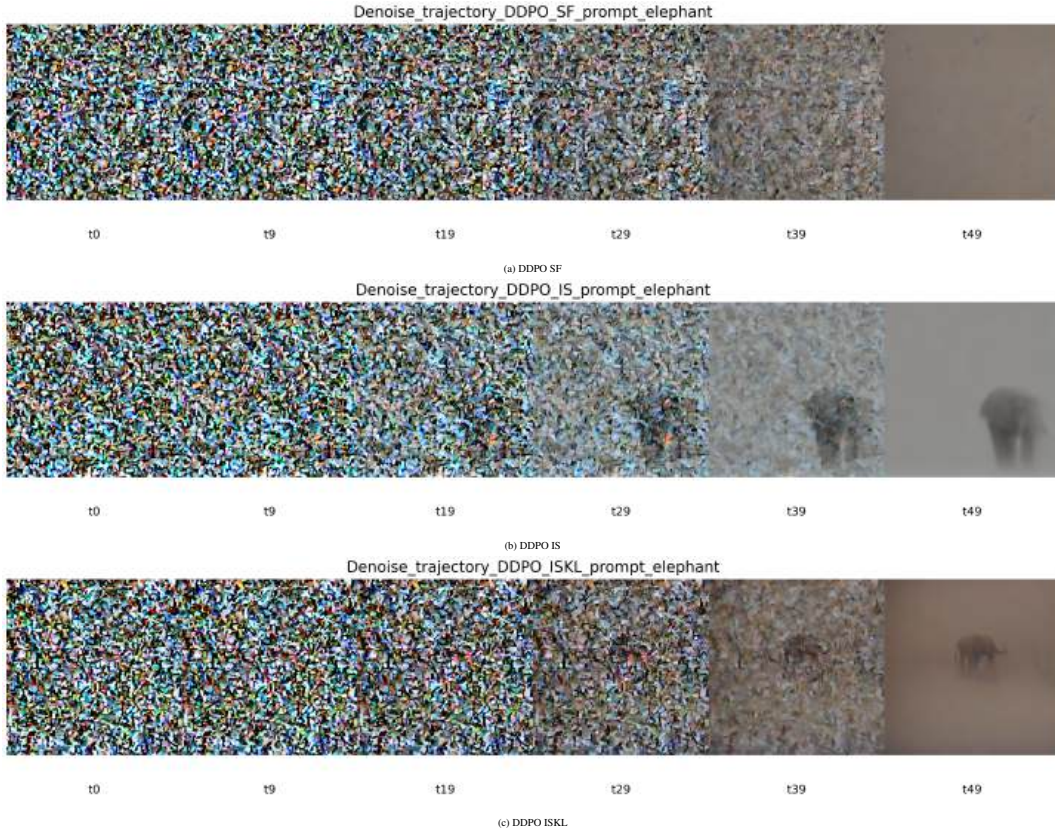 Denoise_trajectory_DDPO_SF_prompt_elephant
t0 t9 t19 t29 t39 t49
(a) DDPO SF
Denoise_trajectory_DDPO_IS_prompt_elephant
t0 t9 t19 t29 t39 t49
(b) DDPO IS
Denoise_trajectory_DDPO_ISKL_prompt_elephant
t0 t9 t19 t29 t39 t49
(c) DDPO ISKL